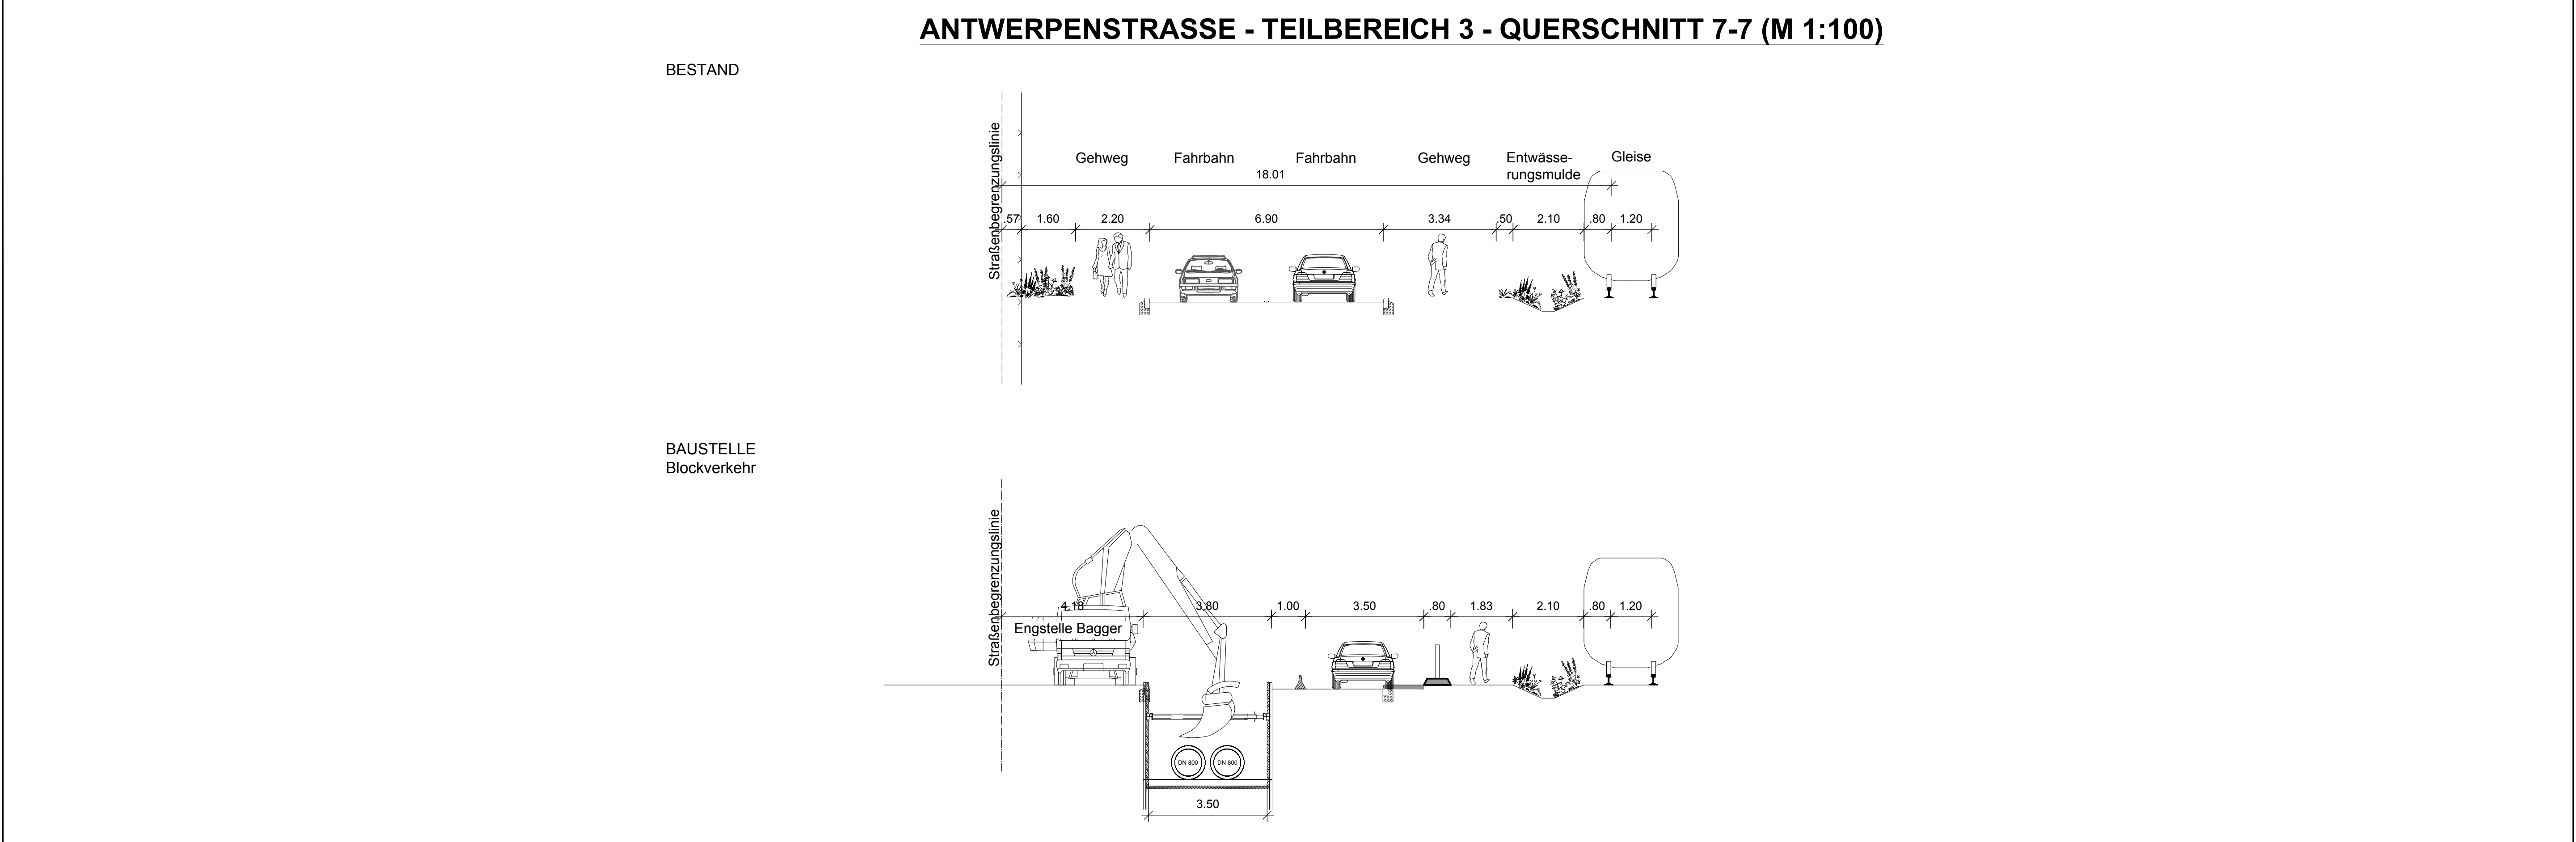 ANTWERPENSTRASSE - TEILBEREICH 3 - QUERSCHNITT 7-7 (M 1:100)
BESTAND
Straßenbegrenzungslinie
Gehweg Fahrbahn Fahrbahn Gehweg Entwässe- Gleise
rungsmulde
18.01
.57 1.60 2.20 6.90 3.34 .50 2.10 .80 1.20
BAUSTELLE
Blockverkehr
Straßenbegrenzungslinie
4.18 3.80 1.00 3.50 .80 1.83 2.10 .80 1.20
Engstelle Bagger
DN 800 DN 800
3.50